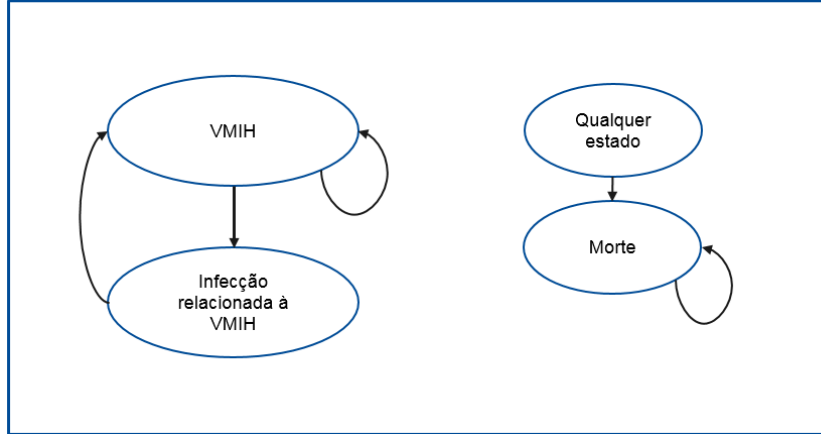 VMIH
Qualquer
estado
Morte
Infecção
relacionada à
VMIH